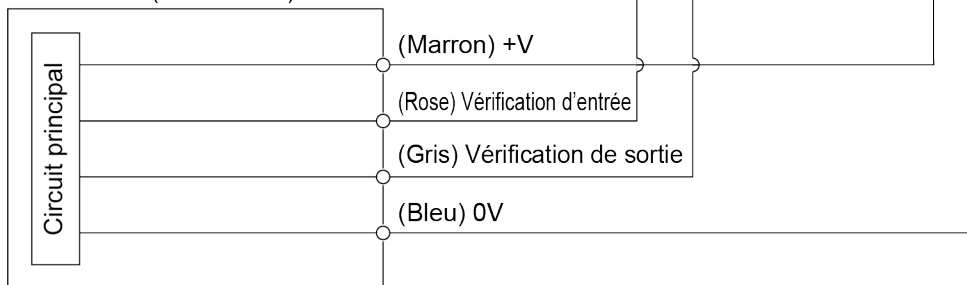 Circuit principal
(Marron) +V
(Rose) Vérification d'entrée
(Gris) Vérification de sortie
(Bleu) 0V